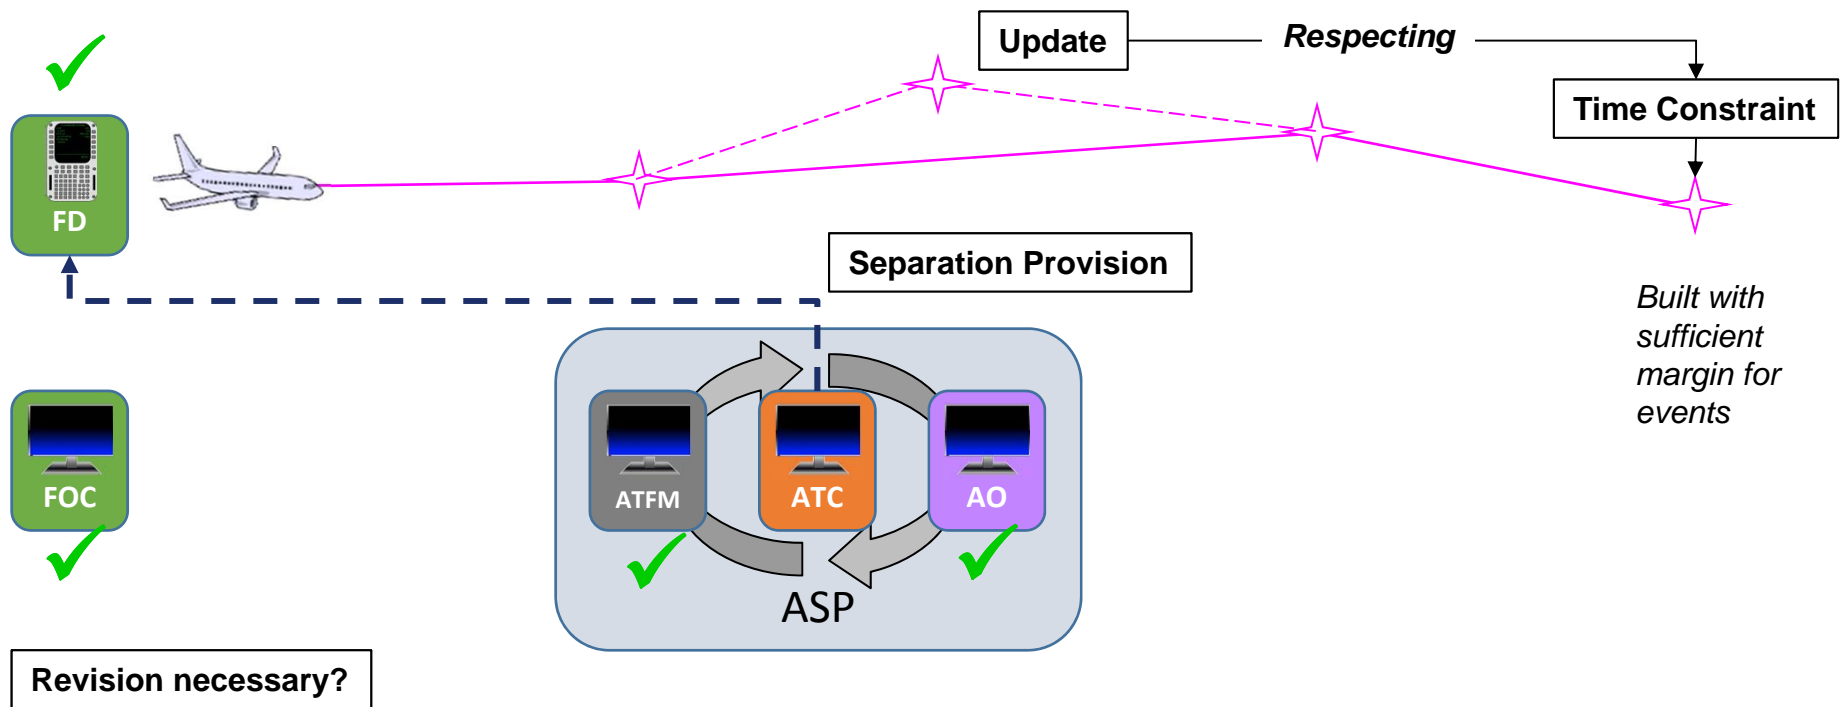 Update
Respecting
Time Constraint
FD
Separation Provision
Built with
sufficient
margin for
events
FOC
ATFM
ATC
AO
ASP
Revision necessary?